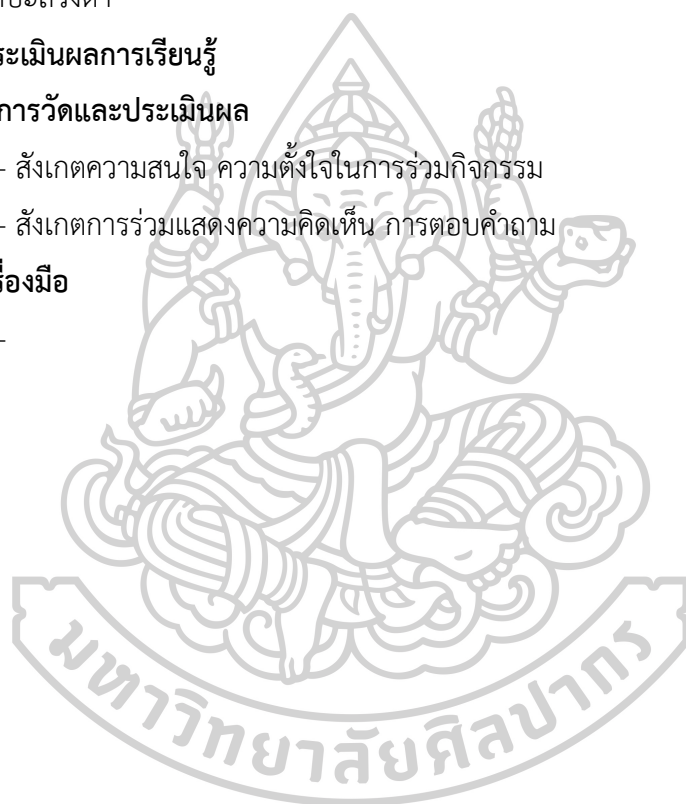 ระเมินผลการเรียนรู้
การวัดและประเมินผล
- สังเกตความสนใจ ความตั้งใจในการร่วมกิจกรรม
- สังเกตการร่วมแสดงความคิดเห็น การตอบคำถาม
รื่องมือ
-
มหาวิทยาลัยศิลปากร